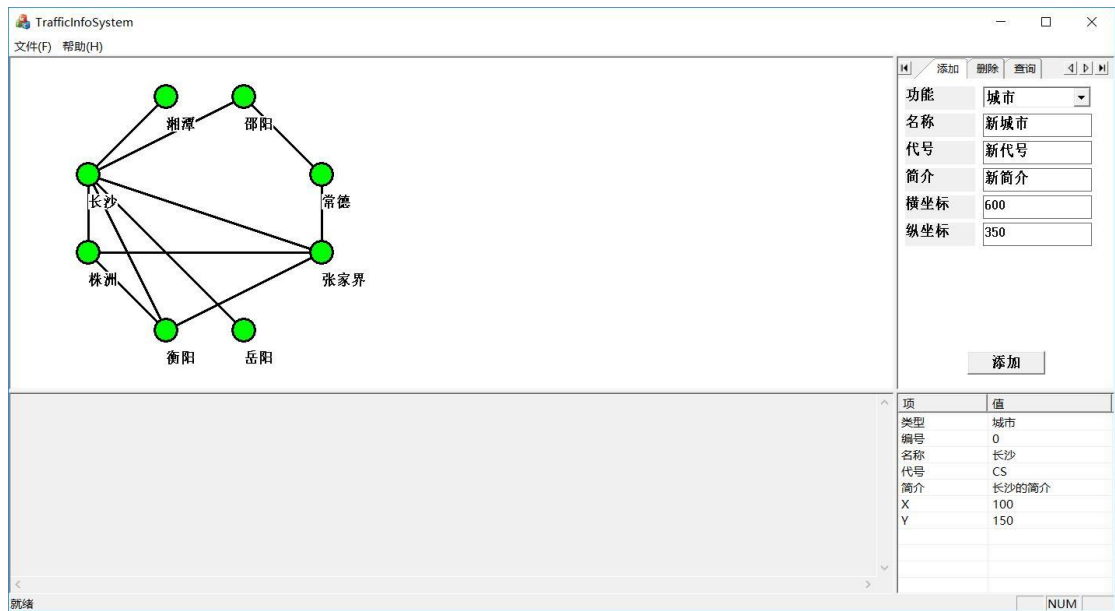 TrafficInfoSystem
文件(F) 帮助(H)
添加 删除 查询
湘潭 邵阳
长沙 常德
株洲 张家界
衡阳 岳阳
功能 城市
名称 新城市
代号 新代号
简介 新简介
横坐标 600
纵坐标 350
添加
项 值
类型 城市
编号 0
名称 长沙
代号 CS
简介 长沙的简介
X 100
Y 150
就绪 NUM